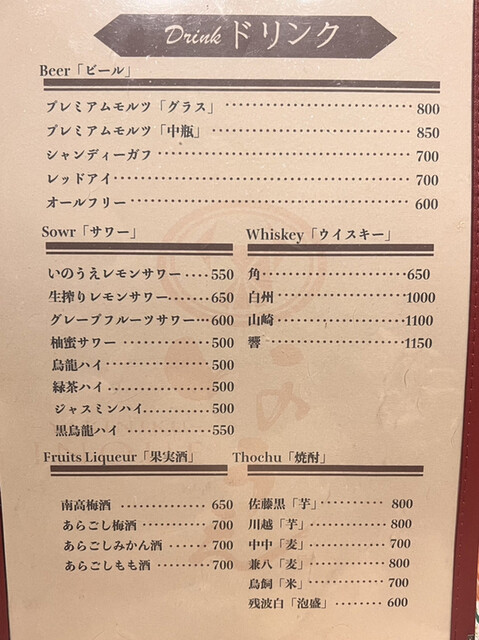 Drink ドリンク
Beer「ビール」
プレミアムモルツ「グラス」 800
プレミアムモルツ「中瓶」 850
シャンディーガフ 700
レッドアイ 700
オールフリー 600
Sowr「サワー」
いのうえレモンサワー 550
生搾りレモンサワー 650
グレープフルーツサワー 600
柚蜜サワー 500
烏龍ハイ 500
緑茶ハイ 500
ジャスミンハイ 500
黒烏龍ハイ 550
Whiskey「ウイスキー」
角 650
白州 1000
山崎 1100
響 1150
Fruits Liqueur「果実酒」
南高梅酒 650
あらごし梅酒 700
あらごしみかん酒 700
あらごしもも酒 700
Thochu「焼酎」
佐藤黒「芋」 800
川越「芋」 800
中中「麦」 700
兼八「麦」 800
鳥飼「米」 700
残波白「泡盛」 600